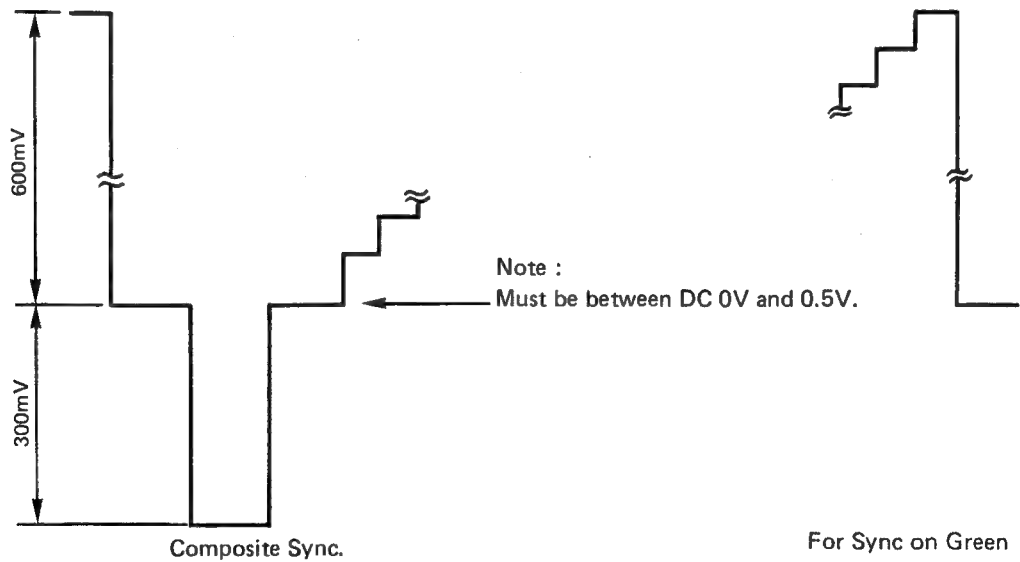 600mV
Note :
Must be between DC 0V and 0.5V.
300mV
Composite Sync.
For Sync on Green